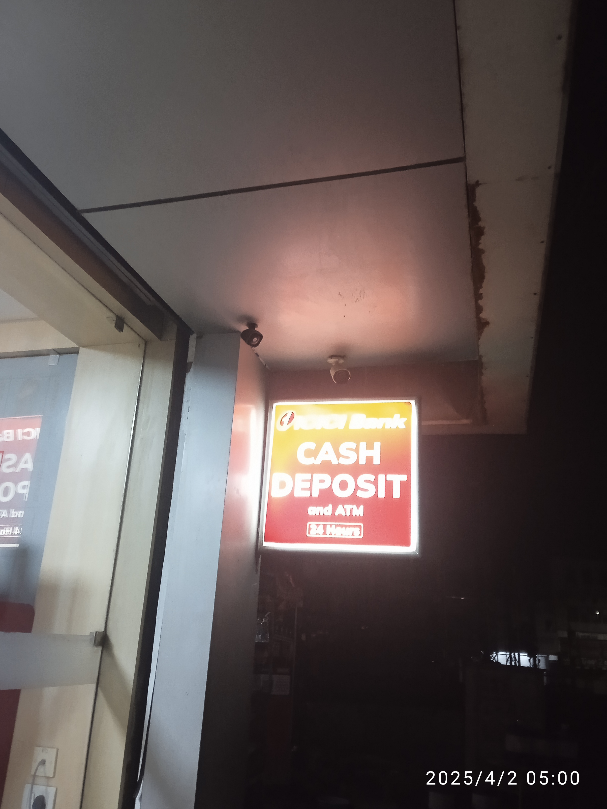 ICICI Bank
CASH
DEPOSIT
and ATM
24 Hours
2025/4/2 05:00